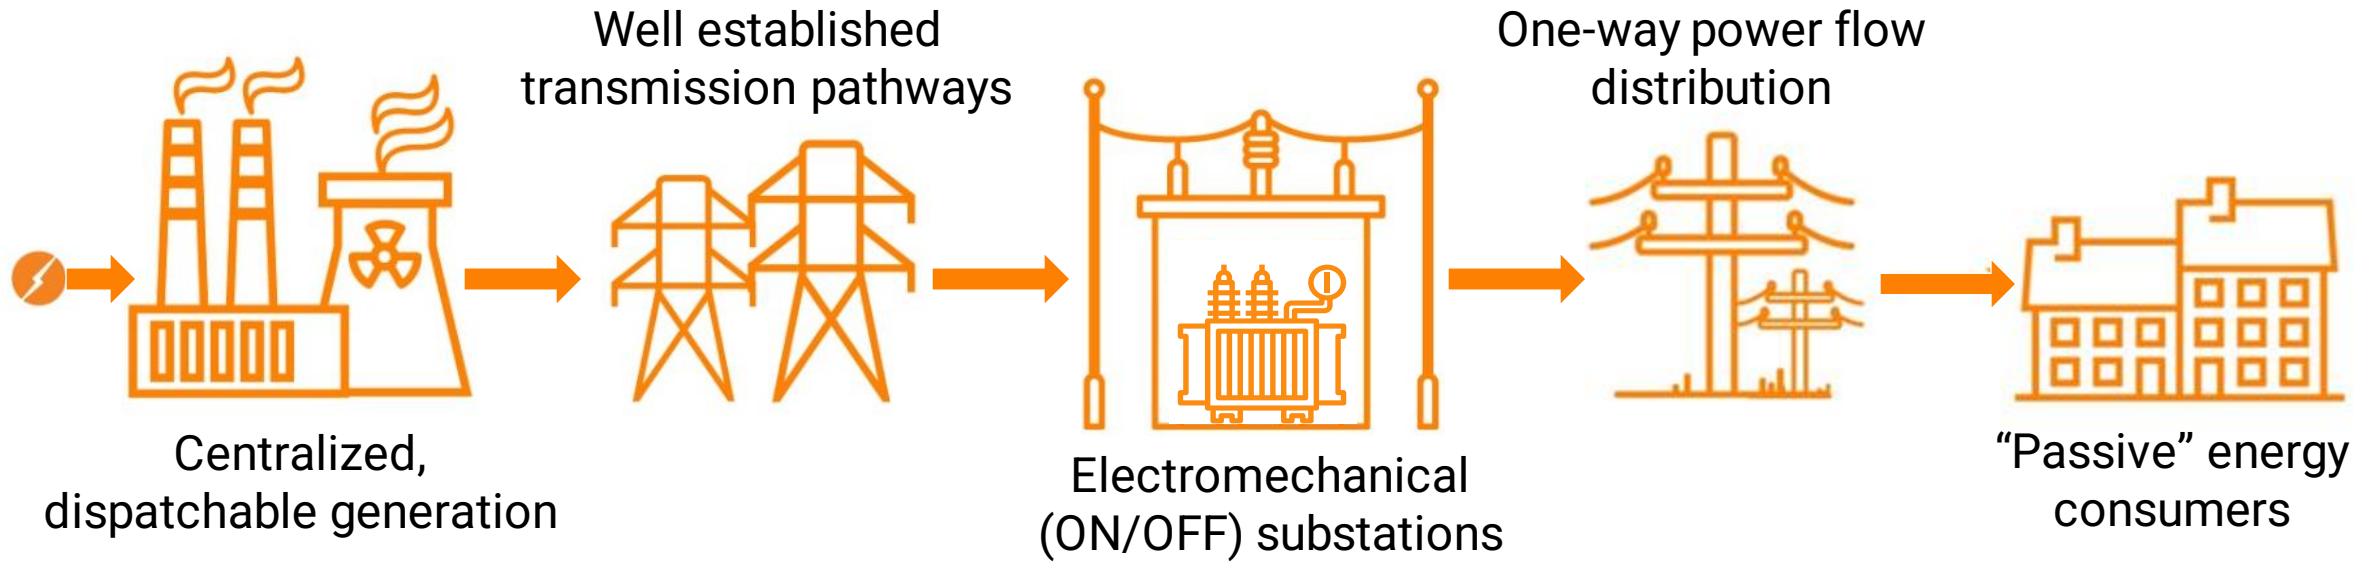 Well established
transmission pathways
One-way power flow
distribution
Centralized,
dispatchable generation
Electromechanical
(ON/OFF) substations
“Passive” energy
consumers